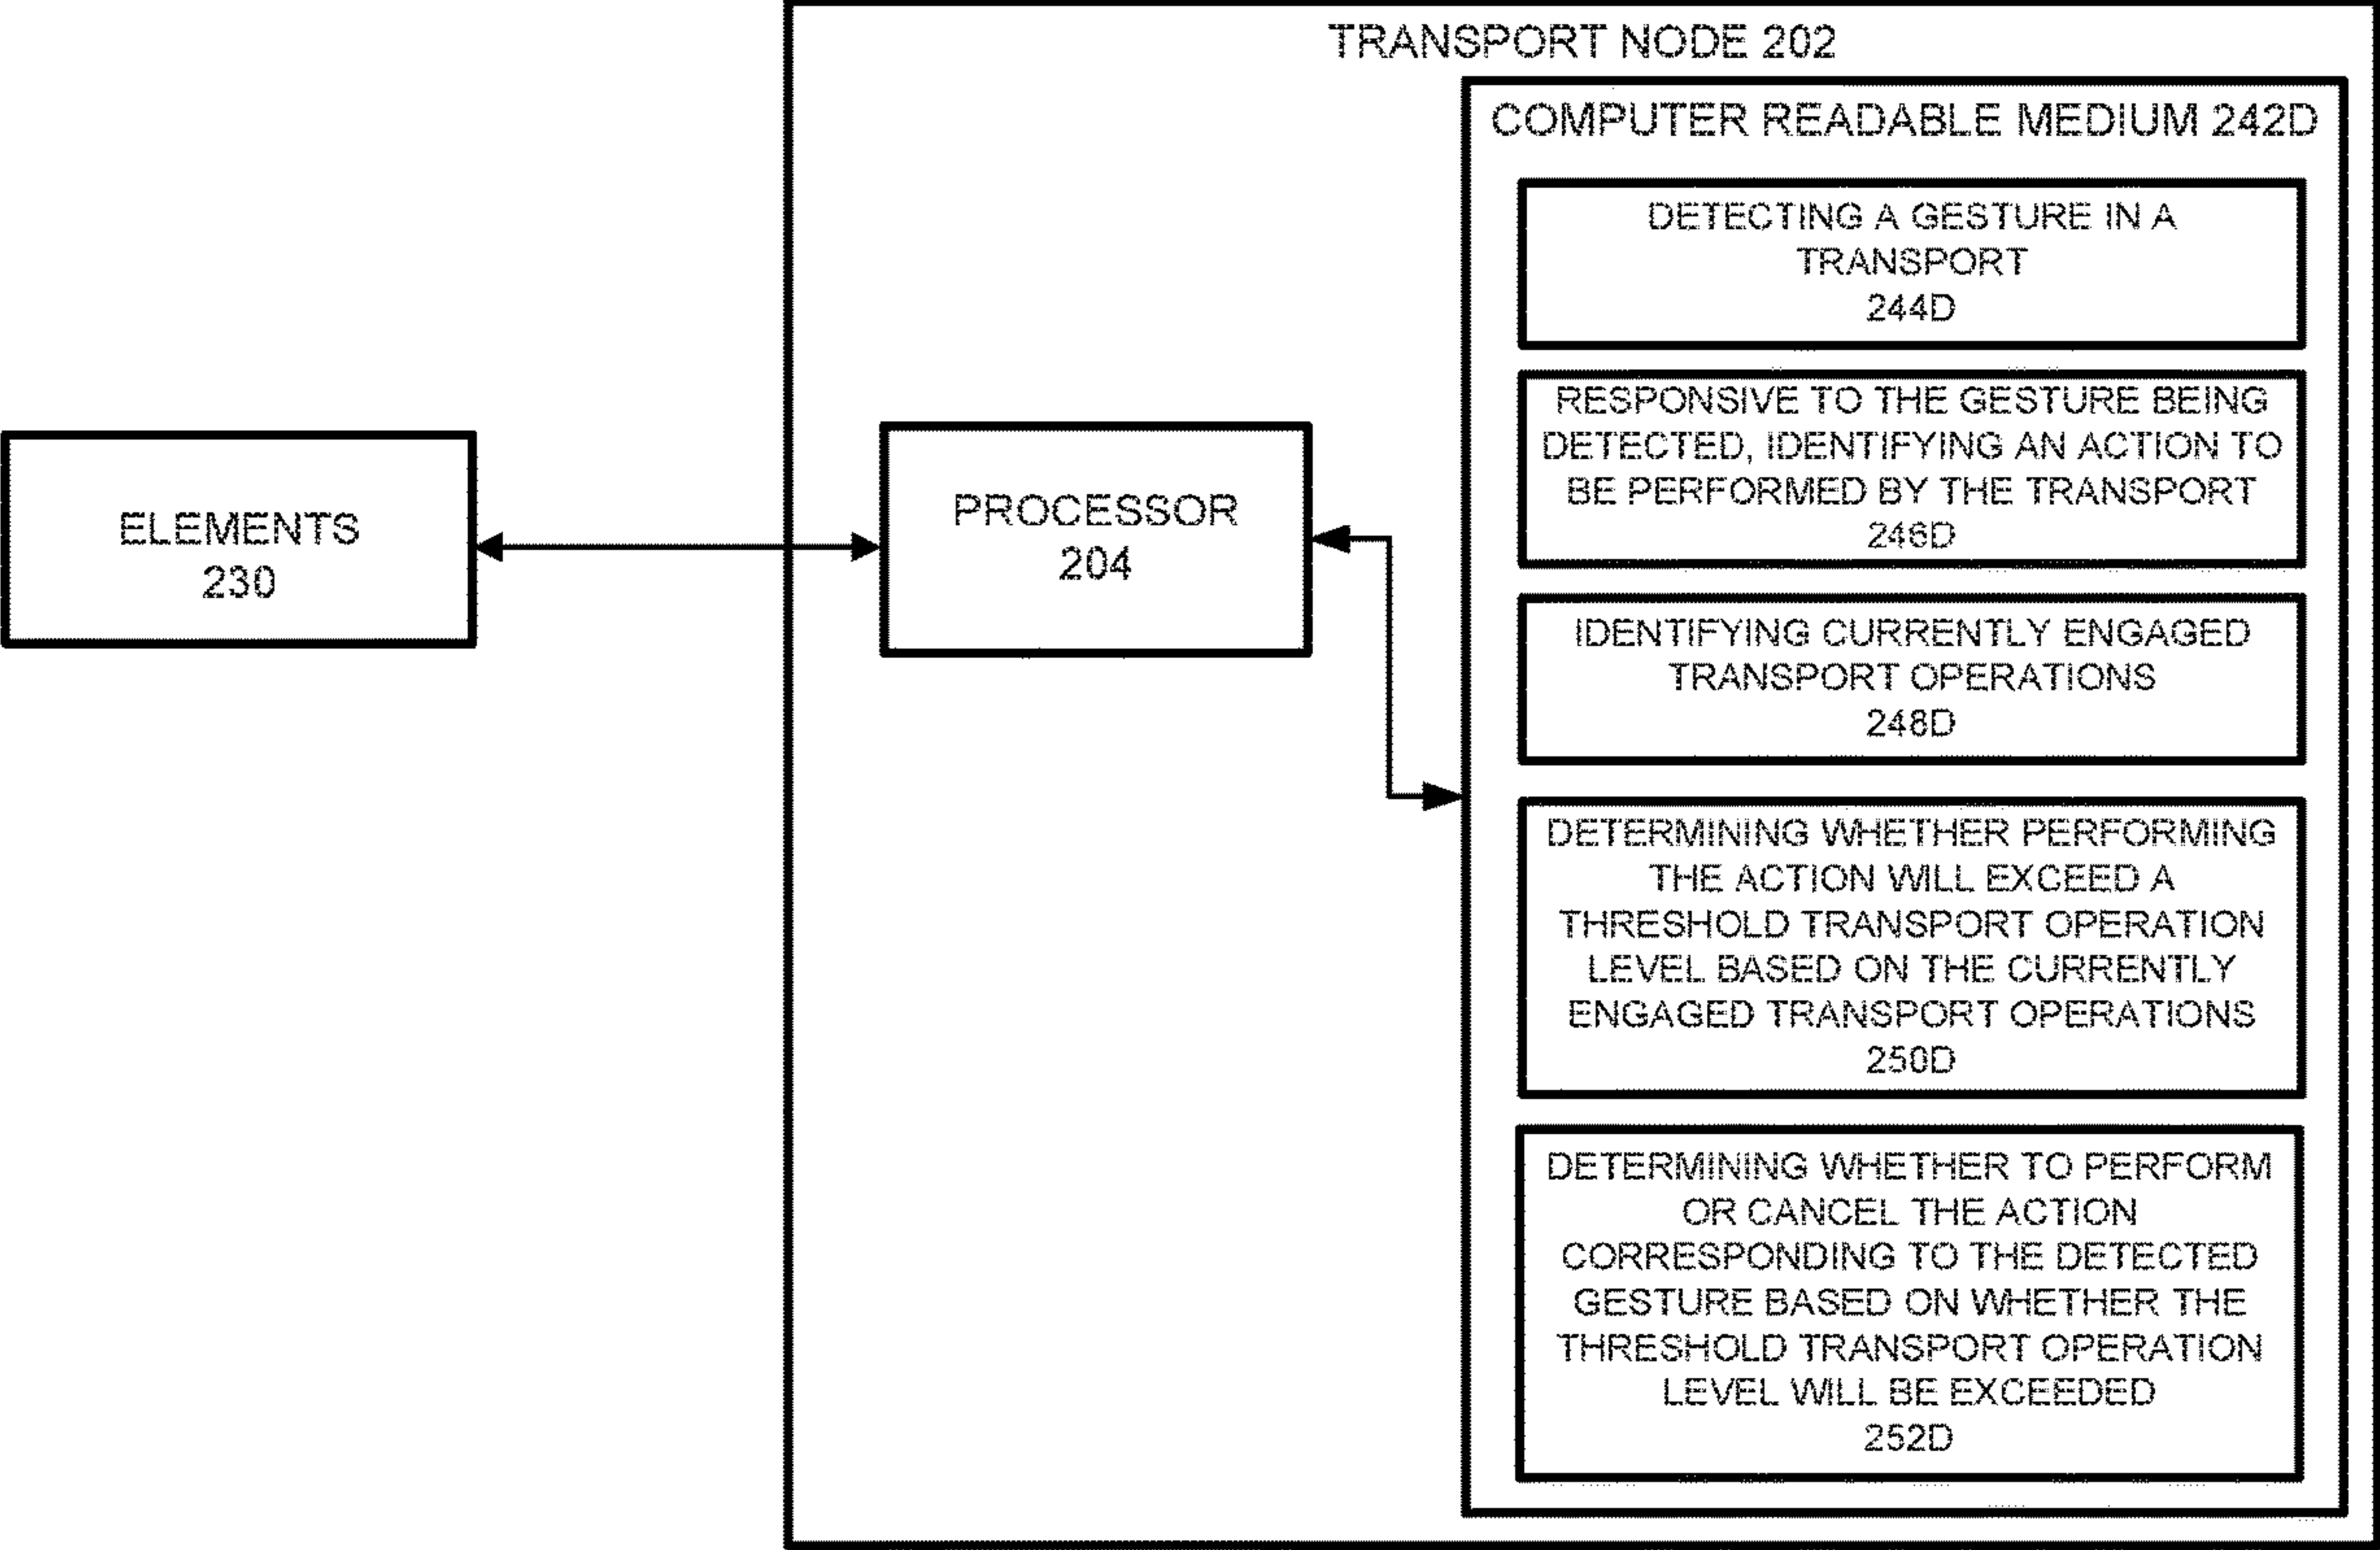 TRANSPORT NODE 202
COMPUTER READABLE MEDIUM 242D
DETECTING A GESTURE IN A
TRANSPORT
244D
RESPONSIVE TO THE GESTURE BEING
DETECTED, IDENTIFYING AN ACTION TO
BE PERFORMED BY THE TRANSPORT
246D
IDENTIFYING CURRENTLY ENGAGED
TRANSPORT OPERATIONS
248D
DETERMINING WHETHER PERFORMING
THE ACTION WILL EXCEED A
THRESHOLD TRANSPORT OPERATION
LEVEL BASED ON THE CURRENTLY
ENGAGED TRANSPORT OPERATIONS
250D
DETERMINING WHETHER TO PERFORM
OR CANCEL THE ACTION
CORRESPONDING TO THE DETECTED
GESTURE BASED ON WHETHER THE
THRESHOLD TRANSPORT OPERATION
LEVEL WILL BE EXCEEDED
252D
PROCESSOR
204
ELEMENTS
230